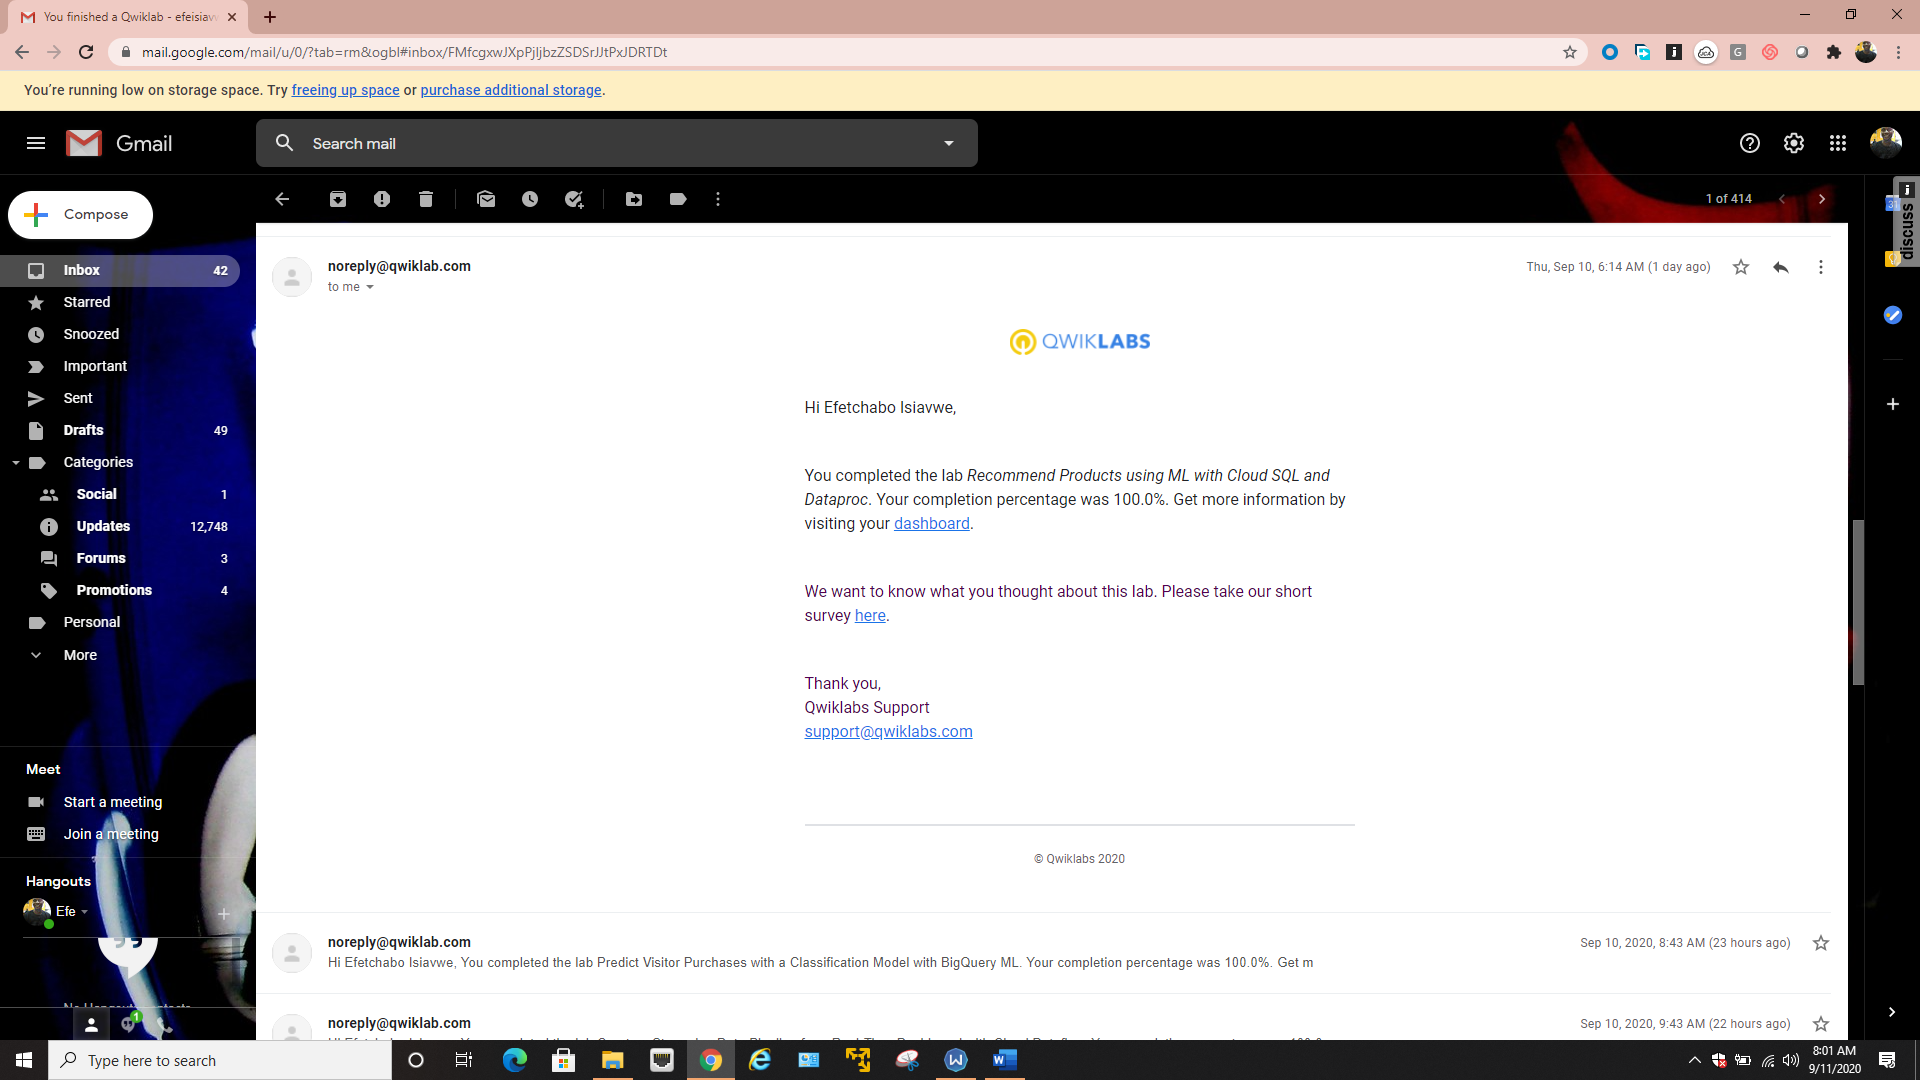 You finished a Qwiklab - efeisiavw
mail.google.com/mail/u/0/?tab=rm&ogbl#inbox/FMfcgxwJXpPjljbzZSDSrJJtPxJDRTDt
You're running low on storage space. Try freeing up space or purchase additional storage.
Gmail
Search mail
Compose
1 of 414
discuss
Inbox 42
Starred
Snoozed
Important
Sent
Drafts 49
Categories
Social 1
Updates 12,748
Forums 3
Promotions 4
Personal
More
Meet
Start a meeting
Join a meeting
Hangouts
Efe
1
noreply@qwiklab.com
Thu, Sep 10, 6:14 AM (1 day ago)
to me
QWIKLABS
Hi Efetchabo Isiavwe,
You completed the lab Recommend Products using ML with Cloud SQL and
Dataproc. Your completion percentage was 100.0%. Get more information by
visiting your dashboard.
We want to know what you thought about this lab. Please take our short
survey here.
Thank you,
Qwiklabs Support
support@qwiklabs.com
© Qwiklabs 2020
noreply@qwiklab.com
Sep 10, 2020, 8:43 AM (23 hours ago)
Hi Efetchabo Isiavwe, You completed the lab Predict Visitor Purchases with a Classification Model with BigQuery ML. Your completion percentage was 100.0%. Get m
noreply@qwiklab.com
Sep 10, 2020, 9:43 AM (22 hours ago)
Type here to search
8:01 AM
9/11/2020